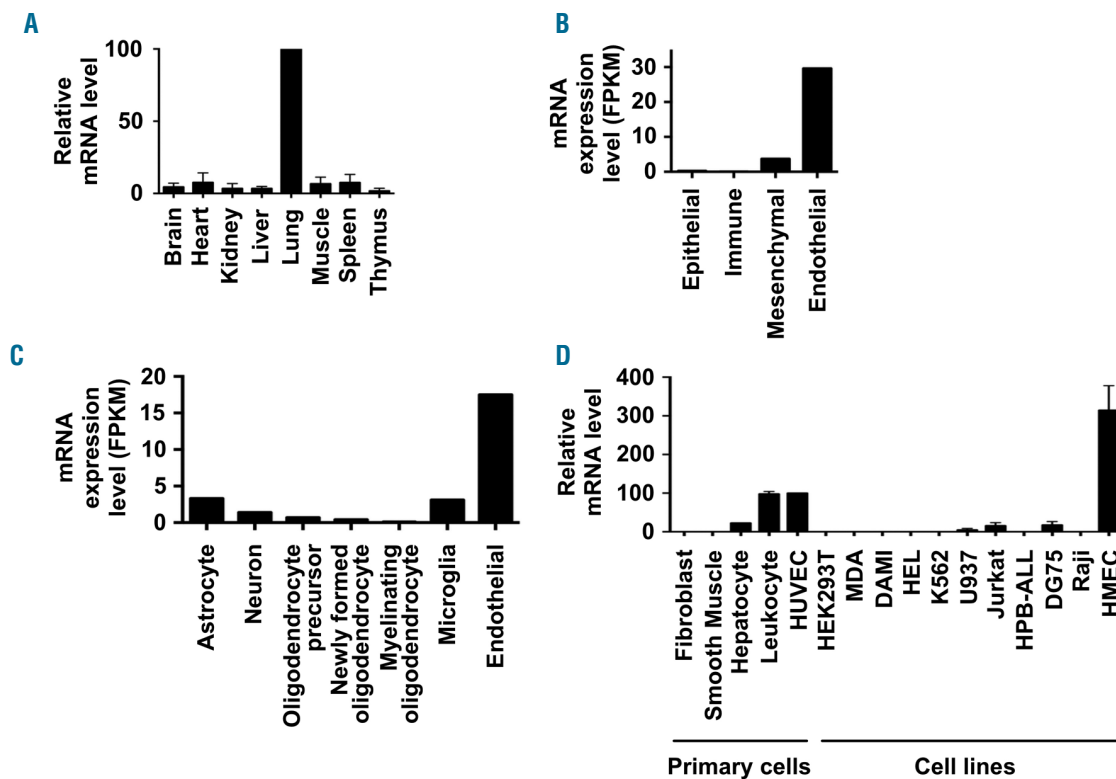 A
Relative
mRNA level
100
50
0
Brain
Heart
Kidney
Liver
Lung
Muscle
Spleen
Thymus
B
mRNA
expression
level (FPKM)
30
20
10
0
Epithelial
Immune
Mesenchymal
Endothelial
C
mRNA
expression
level (FPKM)
20
15
10
5
0
Astrocyte
Neuron
Oligodendrocyte
precursor
Newly formed
oligodendrocyte
Myelinating
oligodendrocyte
Microglia
Endothelial
D
Relative
mRNA level
400
300
200
100
0
Fibroblast
Smooth Muscle
Hepatocyte
Leukocyte
HUVEC
HEK293T
MDA
DAMI
HEL
K562
U937
Jurkat
HPB-ALL
DG75
Raji
HMEC
Primary cells
Cell lines